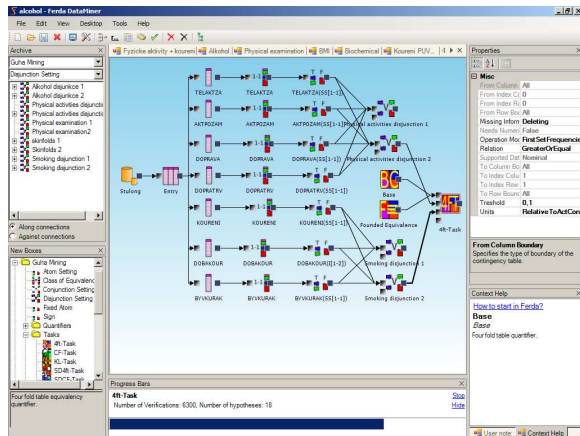 alcohol - Ferda DataMiner
File Edit View Desktop Tools Help
Archive
Guha Mining
Disjunction Setting
Alkohol disjunkce 1
Alkohol disjunkce 2
Physical activities disjunctio
Physical activities disjunctio
Physical examination 1
Physical examination2
skinfolds 1
Skinfolds 2
Smoking disjunction 1
Smoking disjunction 2
Along connections
Against connections
New Boxes
Guha Mining
Atom Setting
Class of Equivalenc
Conjunction Setting
Disjunction Setting
Fixed Atom
Sign
Quantifiers
Tasks
4ft-Task
CF-Task
KL-Task
SD4ft-Task
SDCF-Task
Four fold table equivalency
quantifier.
Fyzicke aktivity + koureni Alkohol Physical examination BMI Biochemical Koureni PUV...
TELAKTZA TELAKTZA TELAKTZA[SS[1-1]]
AKTPOZAM AKTPOZAM AKTPOZAM[SS[1-1]] Physical activities disjunction 1
DOPRAVA DOPRAVA DOPRAVA[SS[1-1]] Physical activities disjunction 2
Stulong Entry DOPRATRV DOPRATRV DOPRATRV[SS[1-1]] Base
4ft-Task
KOURENI KOURENI KOURENI[SS[1-1]] Founded Equivalence
DOBAKOUR DOBAKOUR DOBAKOUR[I[1-2]] Smoking disjunction 1
BYVKURAK BYVKURAK BYVKURAK[SS[1-1]] Smoking disjunction 2
Progress Bars
4ft-Task Stop
Number of Verifications: 6300, Number of hypotheses: 18 Hide
Properties
Misc
From Column All
From Index Co 0
From Index Ro 0
From Row Bou All
Missing Inform Deleting
Needs Numeri False
Operation Mod FirstSetFrequencie
Relation GreaterOrEqual
Supported Dat Nominal
To Column Bo All
To Index Colu 1
To Index Row 1
To Row Bound All
Treshold 0,1
Units RelativeToActCon
From Column Boundary
Specifies the type of boundary of the
contingency table.
Context Help
How to start in Ferda?
Base
Base
Four fold table quantifier.
User note: Context Help